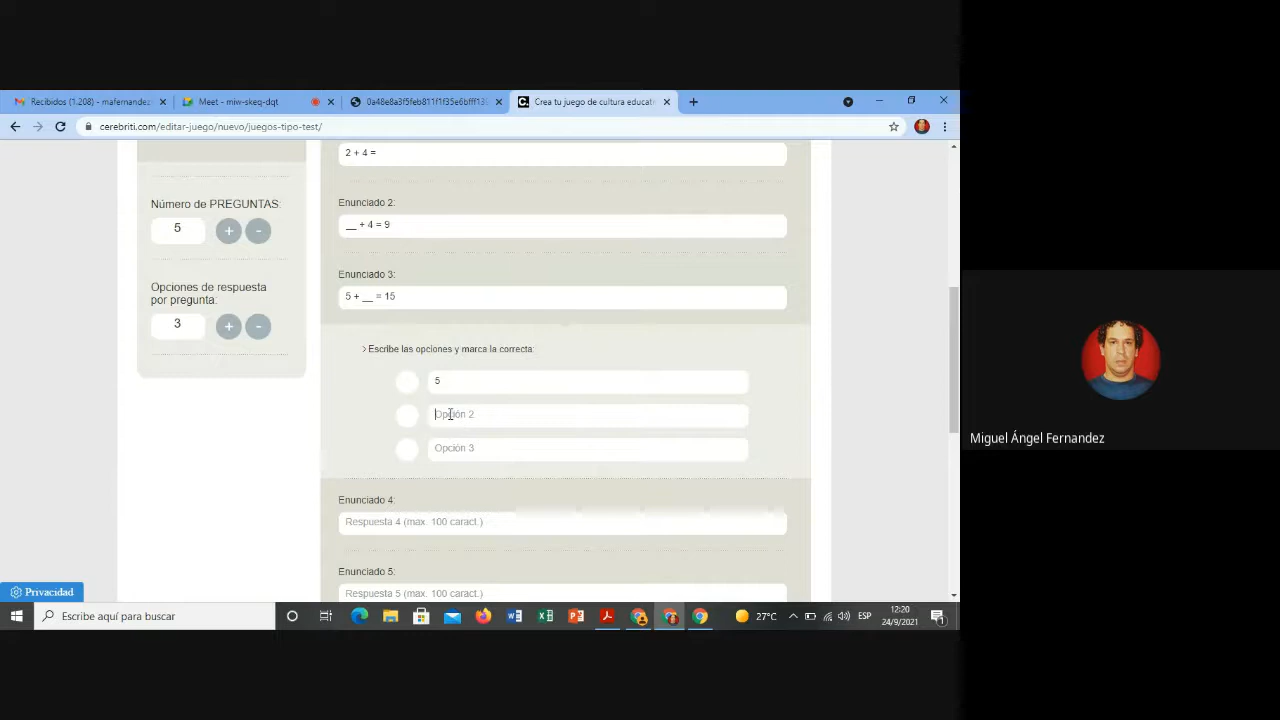 Recibidos (1.208) - mafernandez
Meet - miw-skeq-dqt
0a48e8a3f5feb811f1f35e6bfff13
Crea tu juego de cultura educat
cerebriti.com/editar-juego/nuevo/juegos-tipo-test/
2 + 4 =
Número de PREGUNTAS:
5
+
-
Enunciado 2:
__ + 4 = 9
Opciones de respuesta
por pregunta:
3
+
-
Enunciado 3:
5 + __ = 15
> Escribe las opciones y marca la correcta:
5
Opción 2
Opción 3
Enunciado 4:
Respuesta 4 (max. 100 caract.)
Enunciado 5:
Respuesta 5 (max. 100 caract.)
Privacidad
Escribe aquí para buscar
27°C
ESP
12:20
24/9/2021
1
Miguel Ángel Fernandez